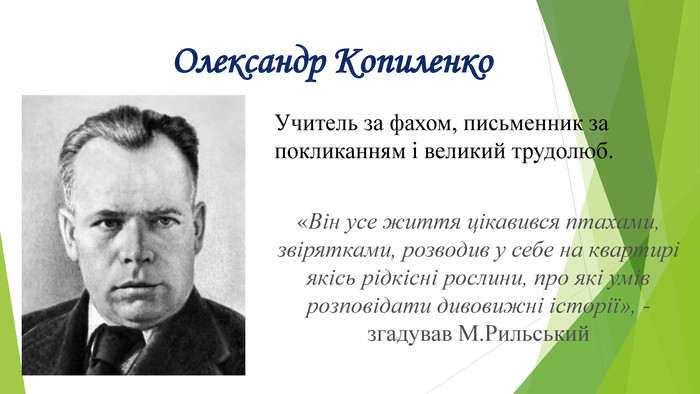 Олександр Копиленко
Учитель за фахом, письменник за
покликанням і великий трудолюб.
«Він усе життя цікавився птахами,
звірятками, розводив у себе на квартирі
якісь рідкісні рослини, про які умів
розповідати дивовижні історії», -
згадував М.Рильський